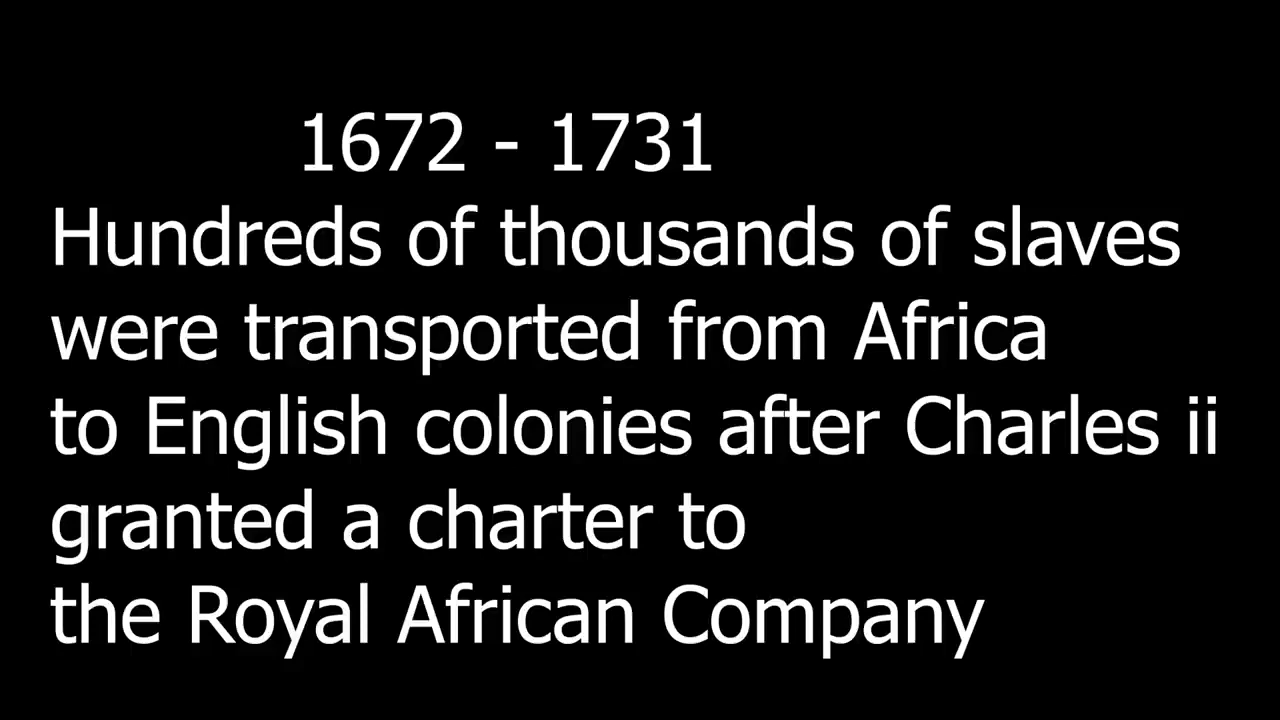 1672 - 1731
Hundreds of thousands of slaves
were transported from Africa
to English colonies after Charles ii
granted a charter to
the Royal African Company